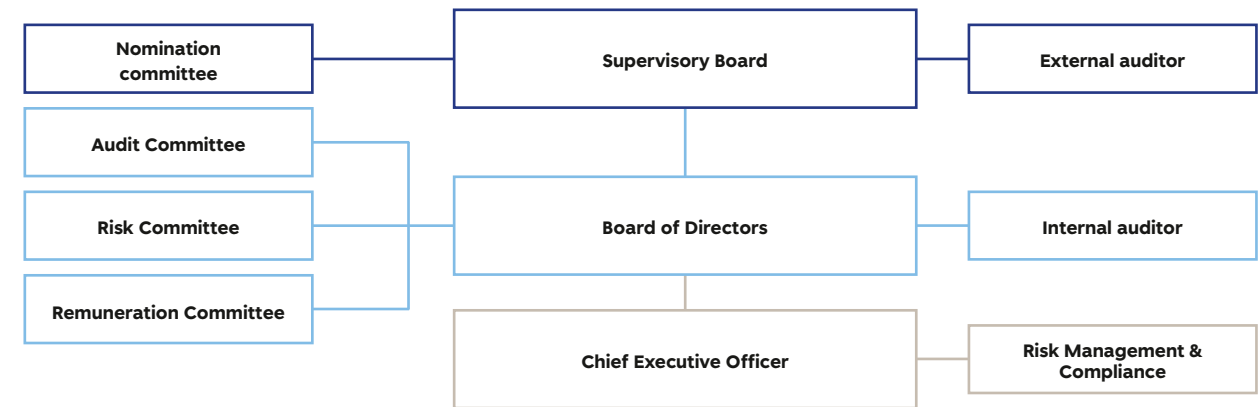 Nomination
committee
Supervisory Board
External auditor
Audit Committee
Risk Committee
Board of Directors
Internal auditor
Remuneration Committee
Chief Executive Officer
Risk Management &
Compliance